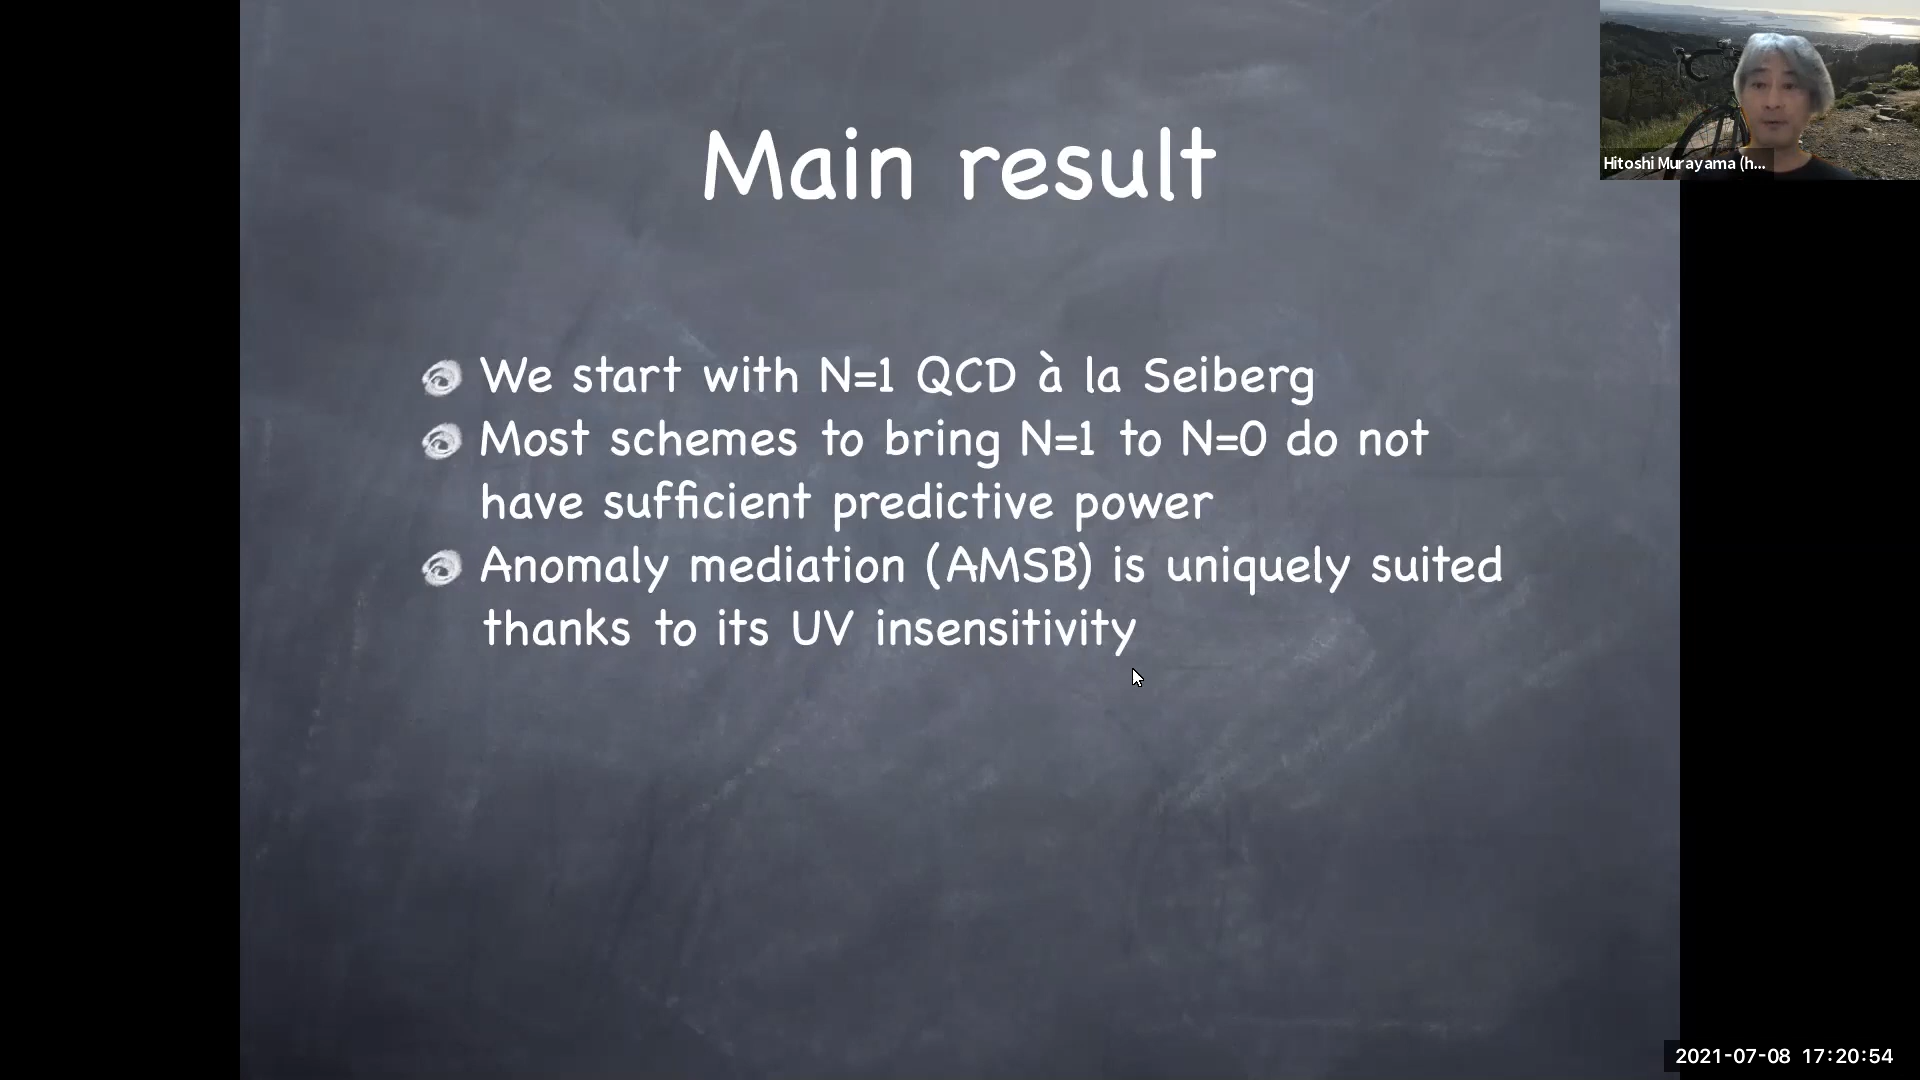 Main result
We start with N=1 QCD à la Seiberg
Most schemes to bring N=1 to N=0 do not
have sufficient predictive power
Anomaly mediation (AMSB) is uniquely suited
thanks to its UV insensitivity
Hitoshi Murayama (h...
2021-07-08 17:20:54